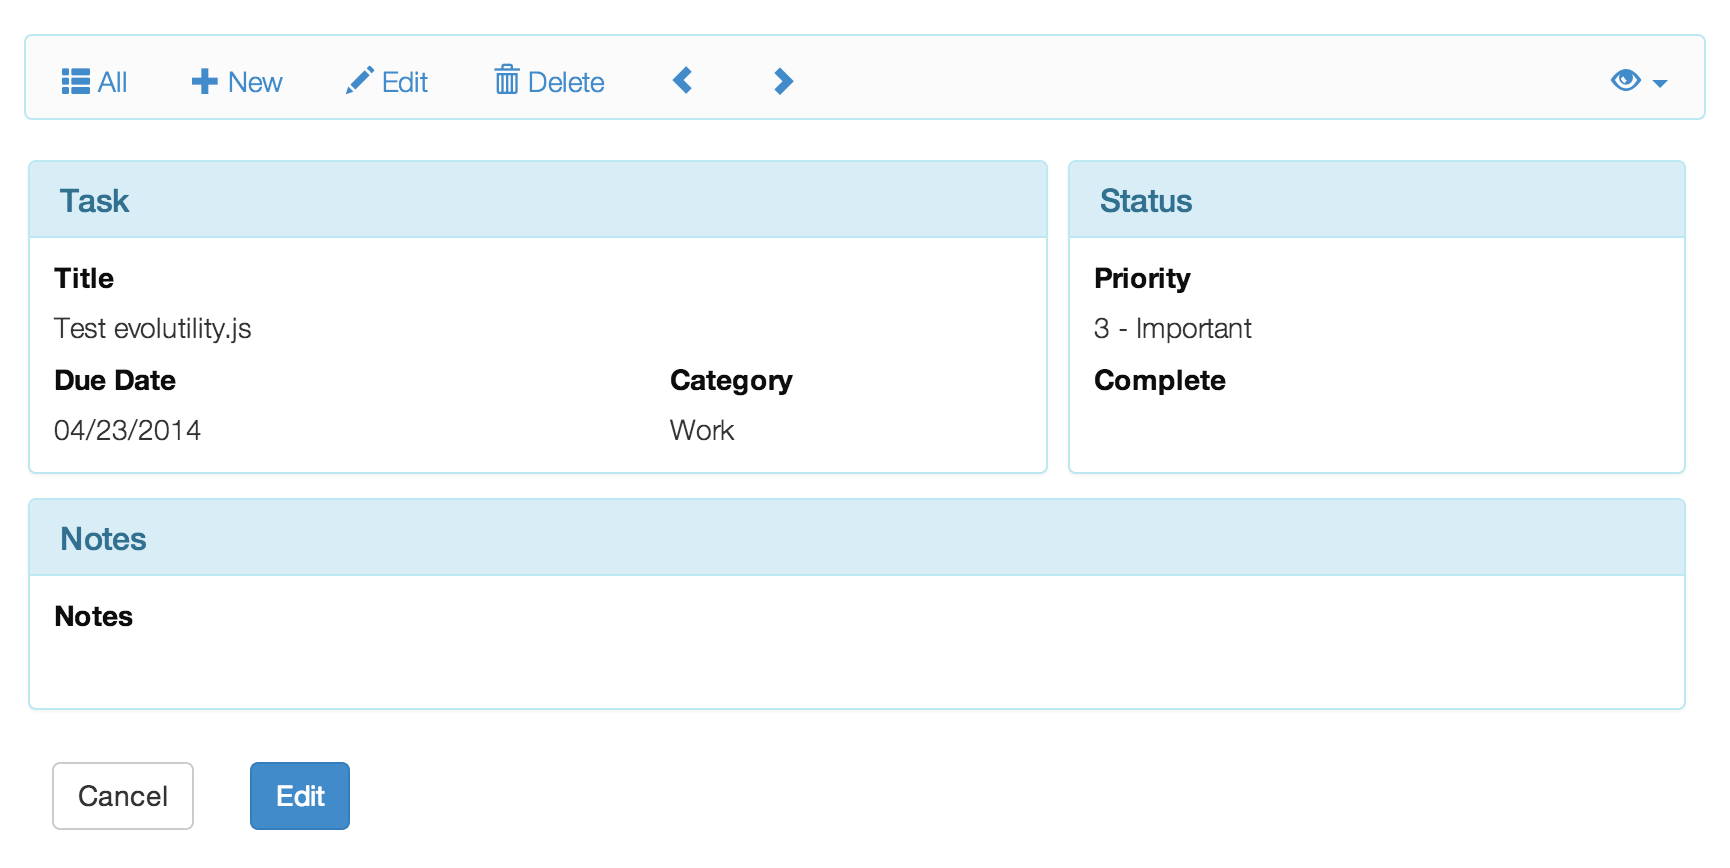 All New Edit Delete
Task
Title
Test evolutility.js
Due Date Category
04/23/2014 Work
Status
Priority
3 - Important
Complete
Notes
Notes
Cancel Edit